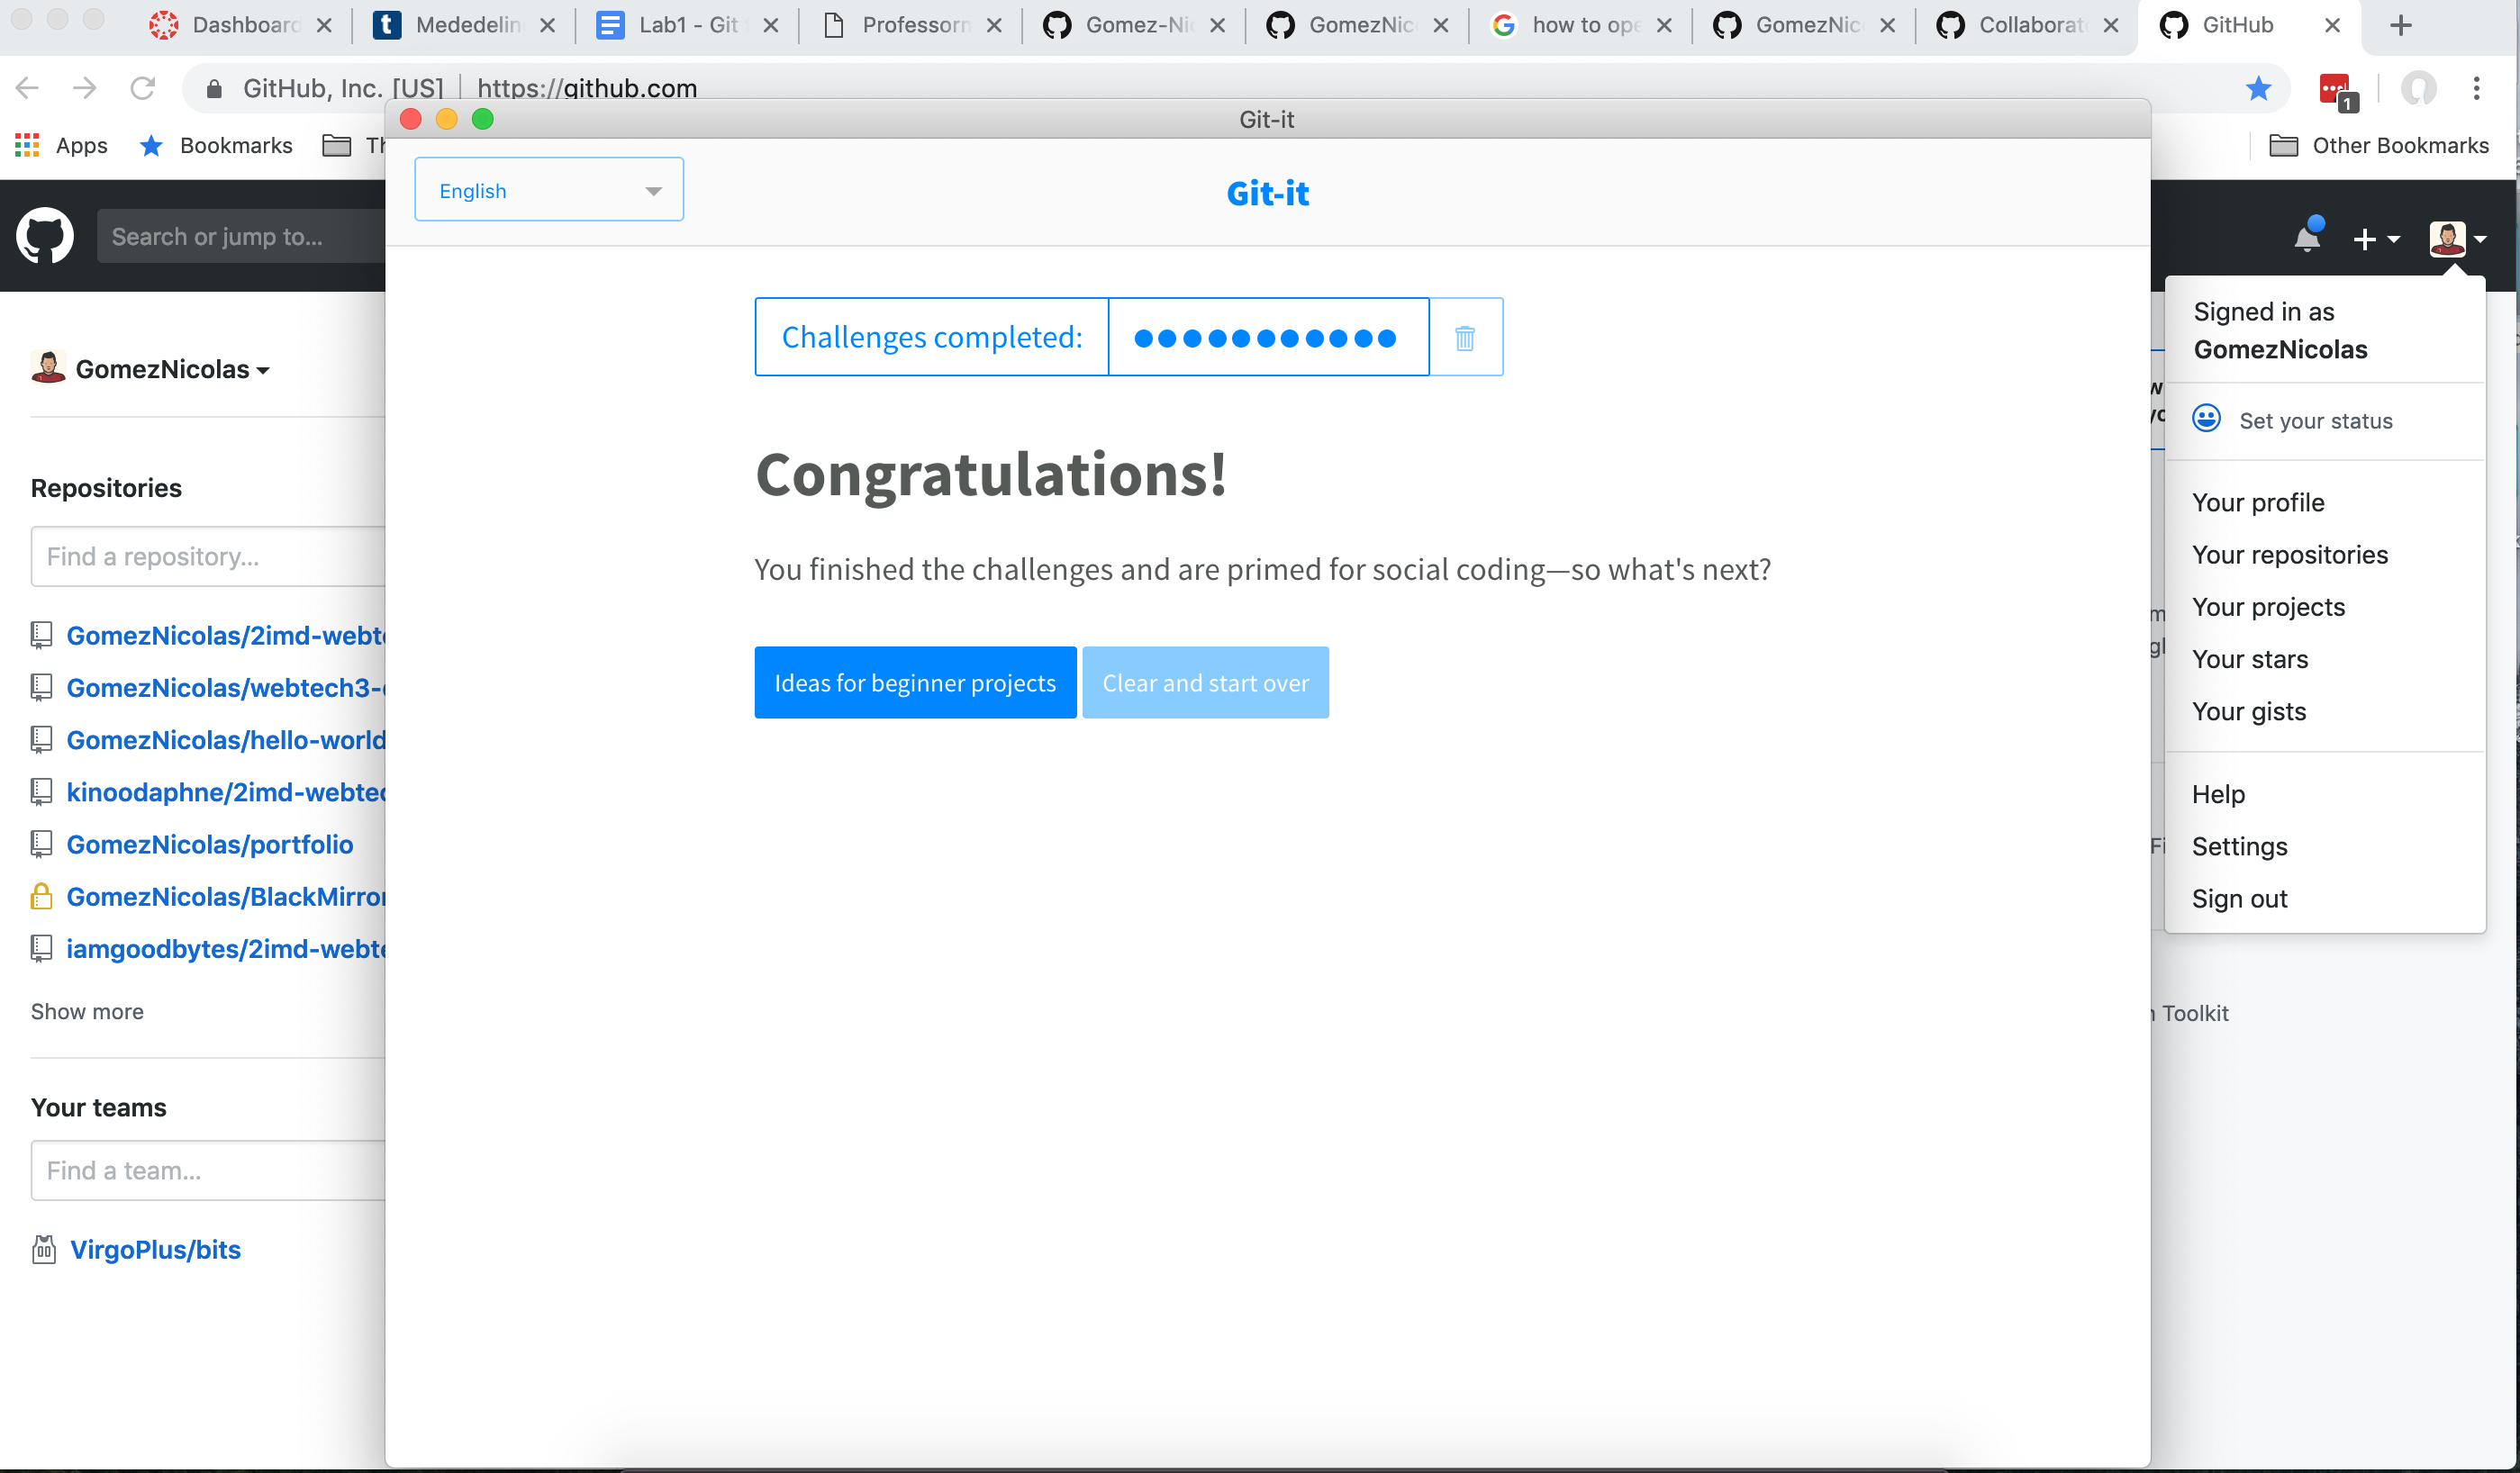 Dashboard
Mededelin
Lab1 - Git
Professorn
Gomez-Ni
GomezNic
how to ope
GomezNic
Collaborat
GitHub
GitHub, Inc. [US] https://github.com
1
Apps
Bookmarks
Th
Other Bookmarks
Git-it
English
Git-it
Search or jump to...
GomezNicolas
Repositories
Find a repository...
GomezNicolas/2imd-webte
GomezNicolas/webtech3-
GomezNicolas/hello-world
kinoodaphne/2imd-webtec
GomezNicolas/portfolio
GomezNicolas/BlackMirror
iamgoodbytes/2imd-webte
Show more
Your teams
Find a team...
VirgoPlus/bits
Challenges completed:
Congratulations!
You finished the challenges and are primed for social coding—so what's next?
Ideas for beginner projects
Clear and start over
Signed in as
GomezNicolas
Set your status
Your profile
Your repositories
Your projects
Your stars
Your gists
Help
Settings
Sign out
Toolkit